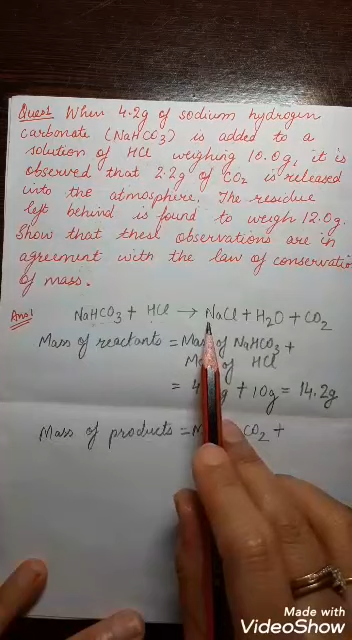 Ques1 When 4.2g of sodium hydrogen
carbonate (NaHCO3) is added to a
solution of HCl weighing 10.0g, it is
observed that 2.2g of CO2 is released
into the atmosphere. The residue
left behind is found to weigh 12.0g.
Show that these observations are in
agreement with the law of conservation
of mass.
Ans1 NaHCO3 + HCl → NaCl + H2O + CO2
Mass of reactants = Mass of NaHCO3 +
of HCl
= + 10g = 14.2g
Mass of products = CO2 +
Made with
VideoShow